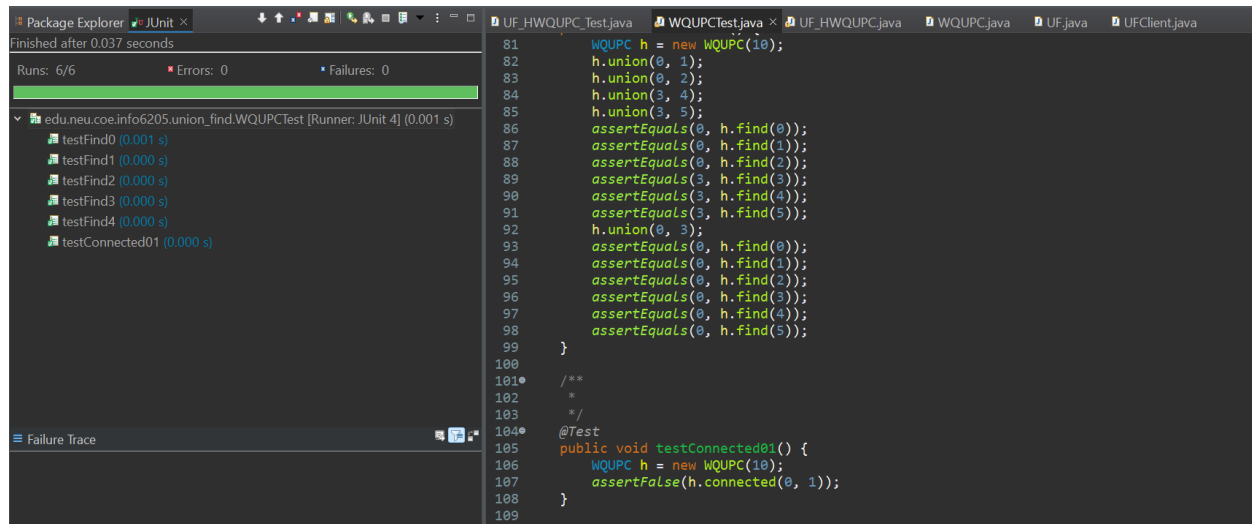 Package Explorer JUnit ×
Finished after 0.037 seconds
Runs: 6/6 Errors: 0 Failures: 0
edu.neu.coe.info6205.union_find.WQUPCTest [Runner: JUnit 4] (0.001 s)
testFind0 (0.001 s)
testFind1 (0.000 s)
testFind2 (0.000 s)
testFind3 (0.000 s)
testFind4 (0.000 s)
testConnected01 (0.000 s)
Failure Trace
UF_HWQUPC_Test.java WQUPCTest.java × UF_HWQUPC.java WQUPC.java UF.java UFClient.java
81 WQUPC h = new WQUPC(10);
82 h.union(0, 1);
83 h.union(0, 2);
84 h.union(3, 4);
85 h.union(3, 5);
86 assertEquals(0, h.find(0));
87 assertEquals(0, h.find(1));
88 assertEquals(0, h.find(2));
89 assertEquals(3, h.find(3));
90 assertEquals(3, h.find(4));
91 assertEquals(3, h.find(5));
92 h.union(0, 3);
93 assertEquals(0, h.find(0));
94 assertEquals(0, h.find(1));
95 assertEquals(0, h.find(2));
96 assertEquals(0, h.find(3));
97 assertEquals(0, h.find(4));
98 assertEquals(0, h.find(5));
99 }
100
101 /**
102 *
103 */
104 @Test
105 public void testConnected01() {
106 WQUPC h = new WQUPC(10);
107 assertFalse(h.connected(0, 1));
108 }
109